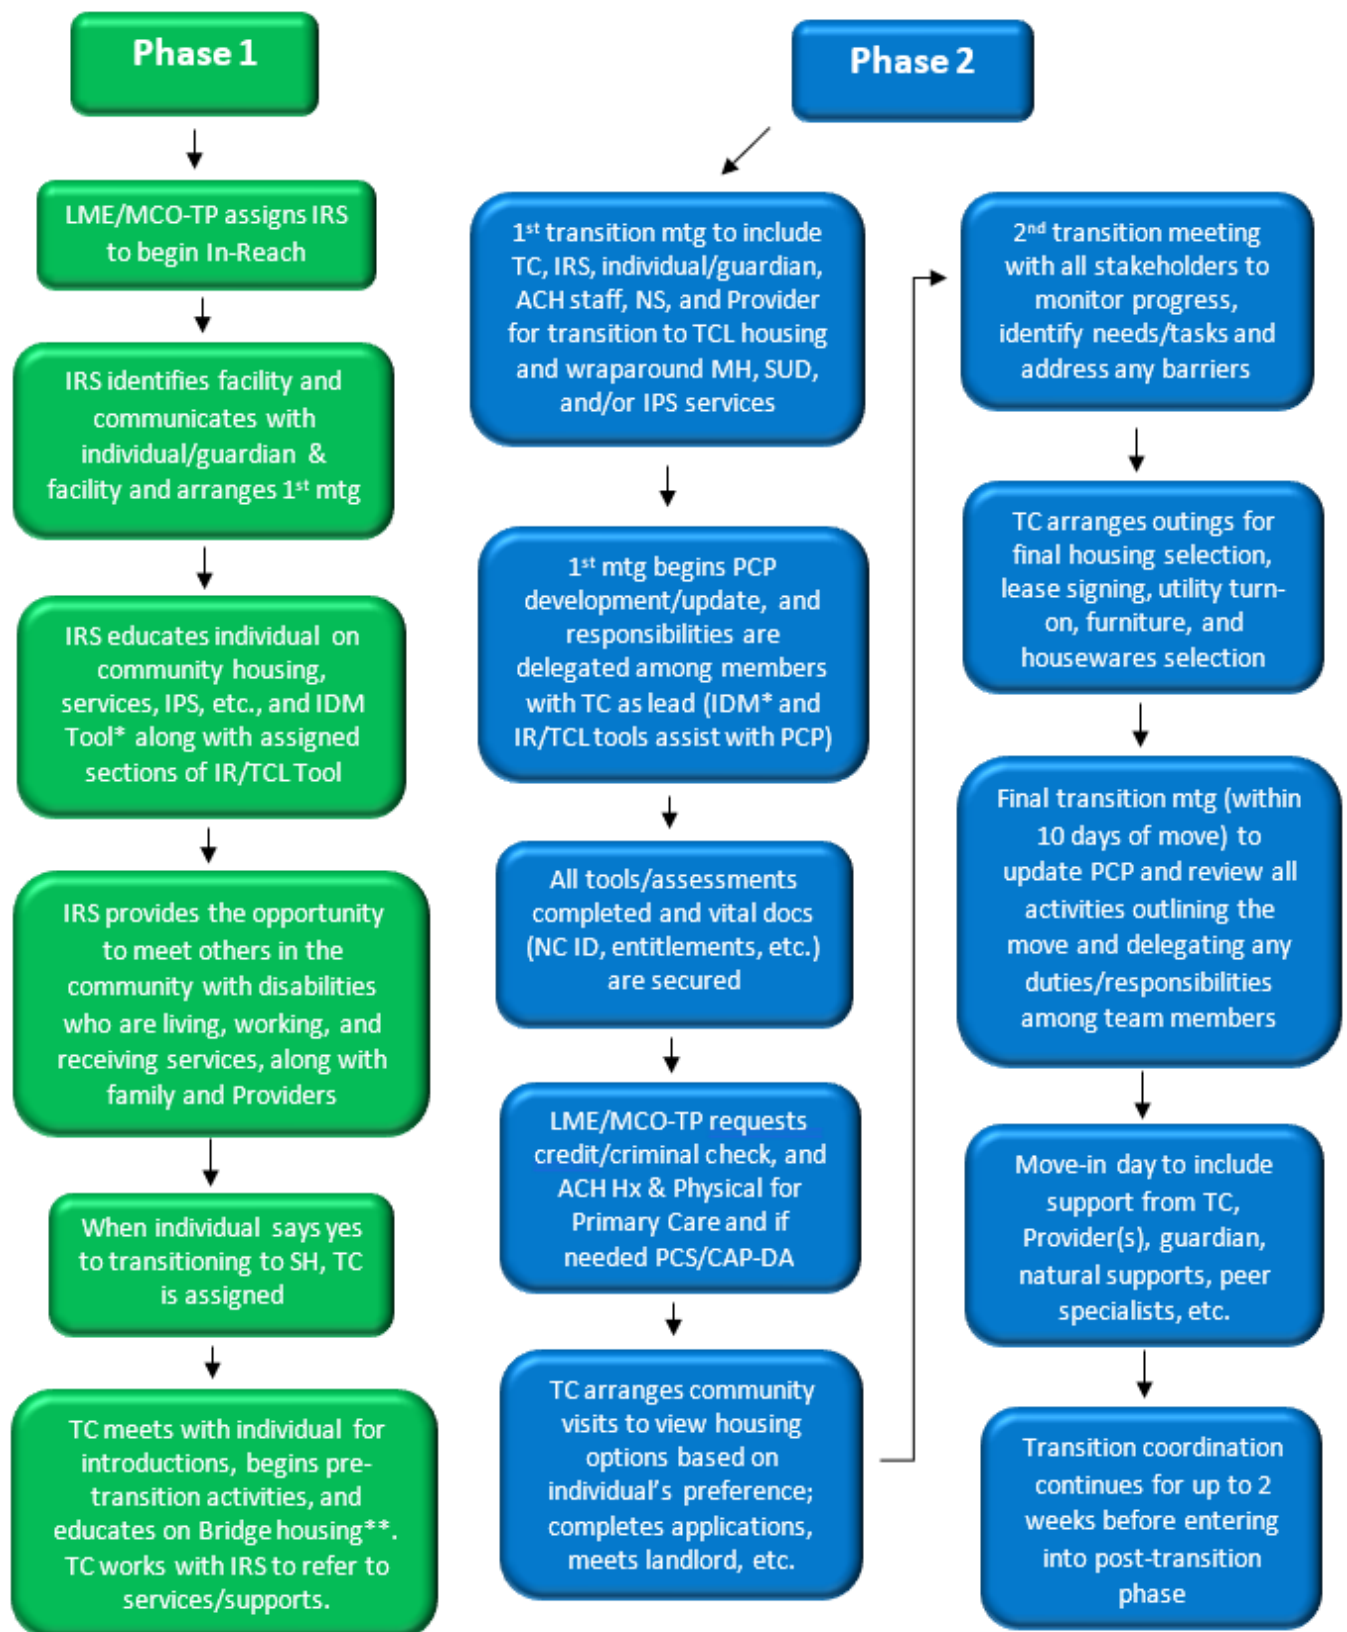 Phase 1
LME/MCO-TP assigns IRS
to begin In-Reach
IRS identifies facility and
communicates with
individual/guardian &
facility and arranges 1st mtg
IRS educates individual on
community housing,
services, IPS, etc., and IDM
Tool* along with assigned
sections of IR/TCL Tool
IRS provides the opportunity
to meet others in the
community with disabilities
who are living, working, and
receiving services, along with
family and Providers
When individual says yes
to transitioning to SH, TC
is assigned
TC meets with individual for
introductions, begins pre-
transition activities, and
educates on Bridge housing**.
TC works with IRS to refer to
services/supports.
Phase 2
1st transition mtg to include
TC, IRS, individual/guardian,
ACH staff, NS, and Provider
for transition to TCL housing
and wraparound MH, SUD,
and/or IPS services
1st mtg begins PCP
development/update, and
responsibilities are
delegated among members
with TC as lead (IDM* and
IR/TCL tools assist with PCP)
All tools/assessments
completed and vital docs
(NC ID, entitlements, etc.)
are secured
LME/MCO-TP requests
credit/criminal check, and
ACH Hx & Physical for
Primary Care and if
needed PCS/CAP-DA
TC arranges community
visits to view housing
options based on
individual's preference;
completes applications,
meets landlord, etc.
2nd transition meeting
with all stakeholders to
monitor progress,
identify needs/tasks and
address any barriers
TC arranges outings for
final housing selection,
lease signing, utility turn-
on, furniture, and
housewares selection
Final transition mtg (within
10 days of move) to
update PCP and review all
activities outlining the
move and delegating any
duties/responsibilities
among team members
Move-in day to include
support from TC,
Provider(s), guardian,
natural supports, peer
specialists, etc.
Transition coordination
continues for up to 2
weeks before entering
into post-transition
phase